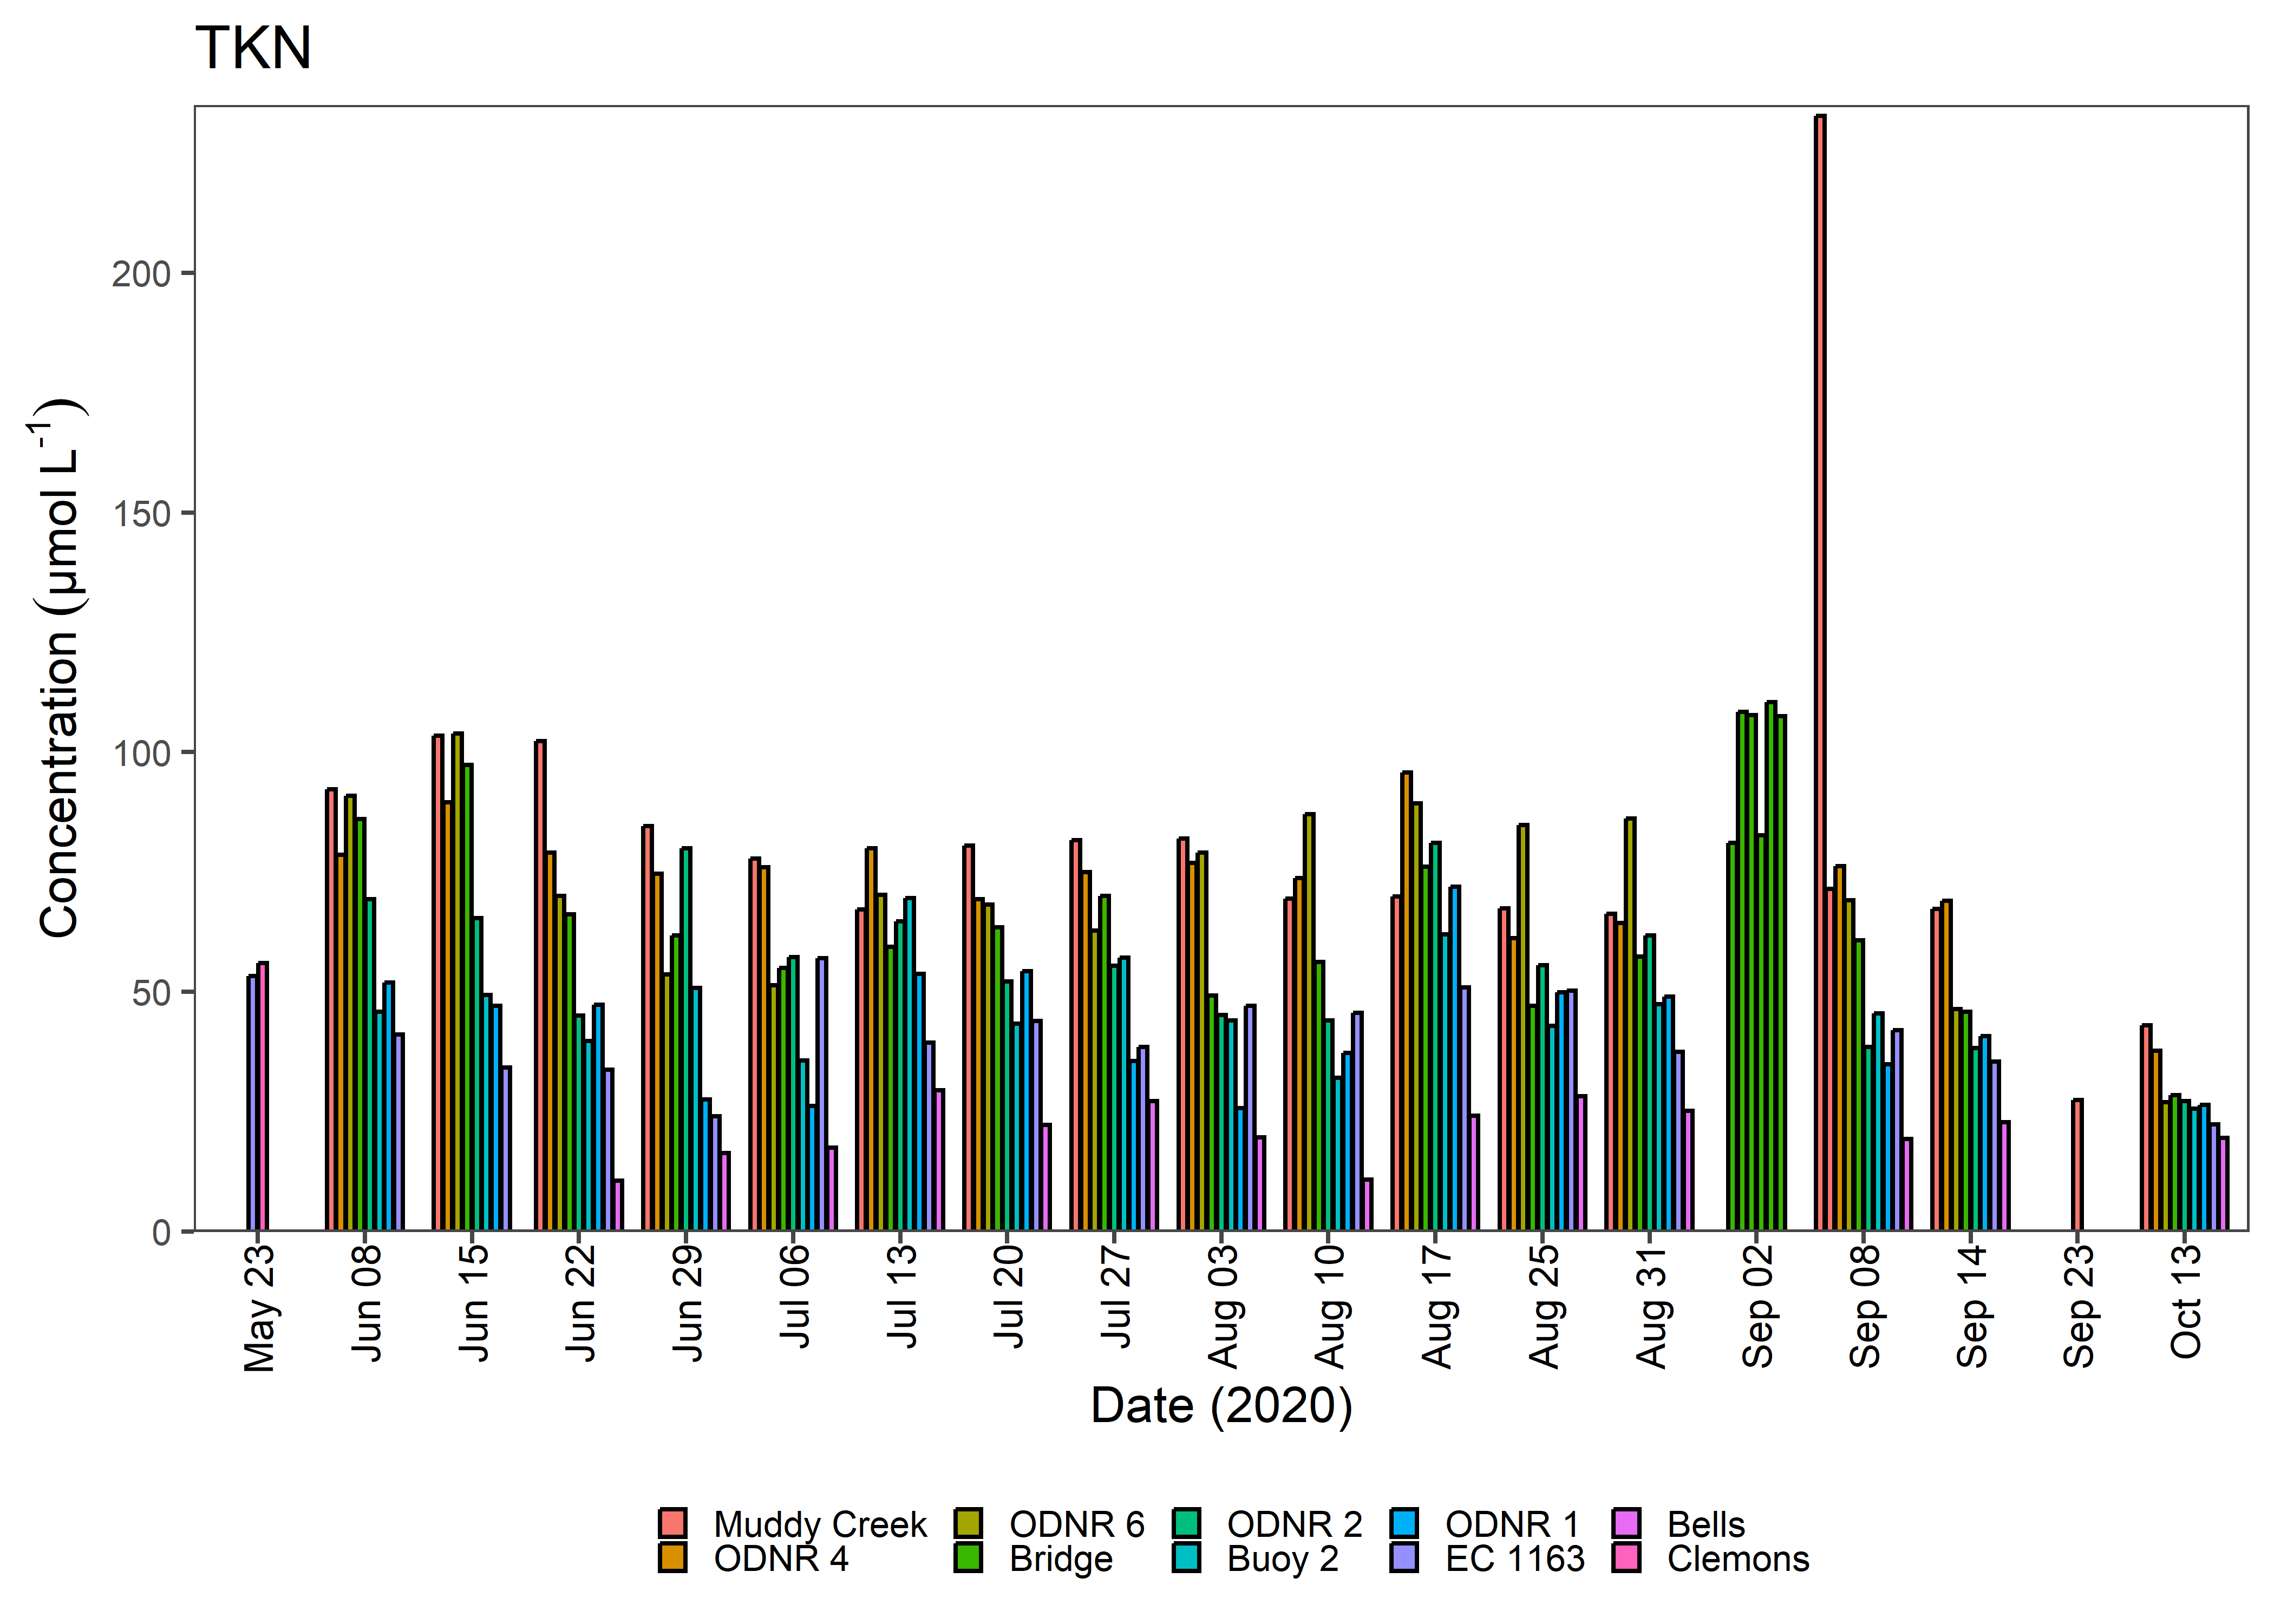 TKN
Concentration (µmol L⁻¹)
200
150
100
50
0
May 23
Jun 08
Jun 15
Jun 22
Jun 29
Jul 06
Jul 13
Jul 20
Jul 27
Aug 03
Aug 10
Aug 17
Aug 25
Aug 31
Sep 02
Sep 08
Sep 14
Sep 23
Oct 13
Date (2020)
Muddy Creek ODNR 6 ODNR 2 ODNR 1 Bells
ODNR 4 Bridge Buoy 2 EC 1163 Clemons